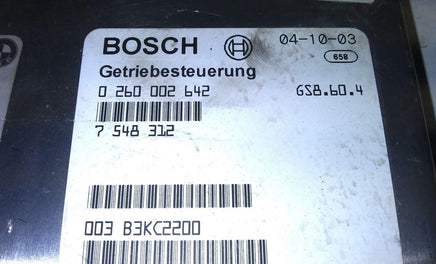 BOSCH 04-10-03
658
Getriebesteuerung
0 260 002 642 GS8.60.4
7 548 312
003 B3KC2200